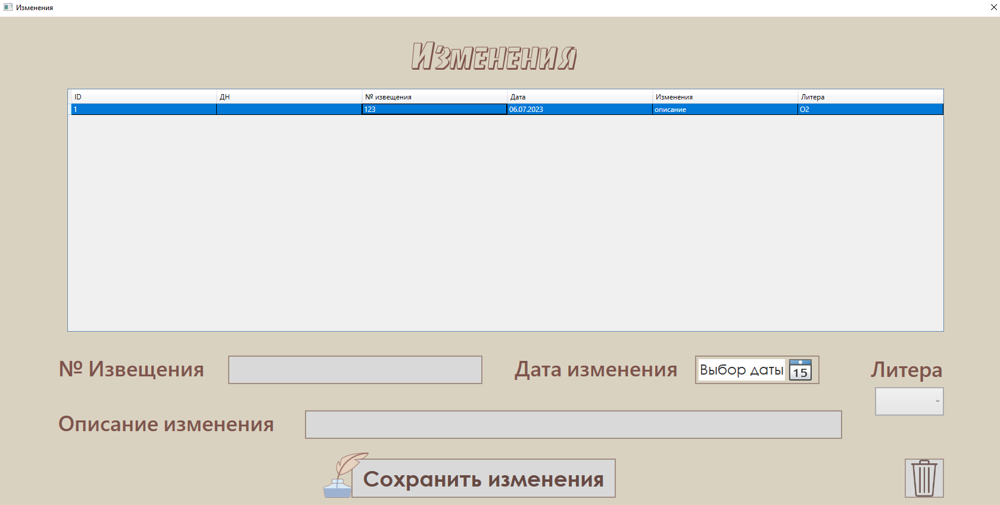 Изменения
Изменения
ID ДН № извещения Дата Изменения Литера
1 123 06.07.2023 описание О2
№ Извещения Дата изменения Выбор даты 15 Литера
Описание изменения
Сохранить изменения